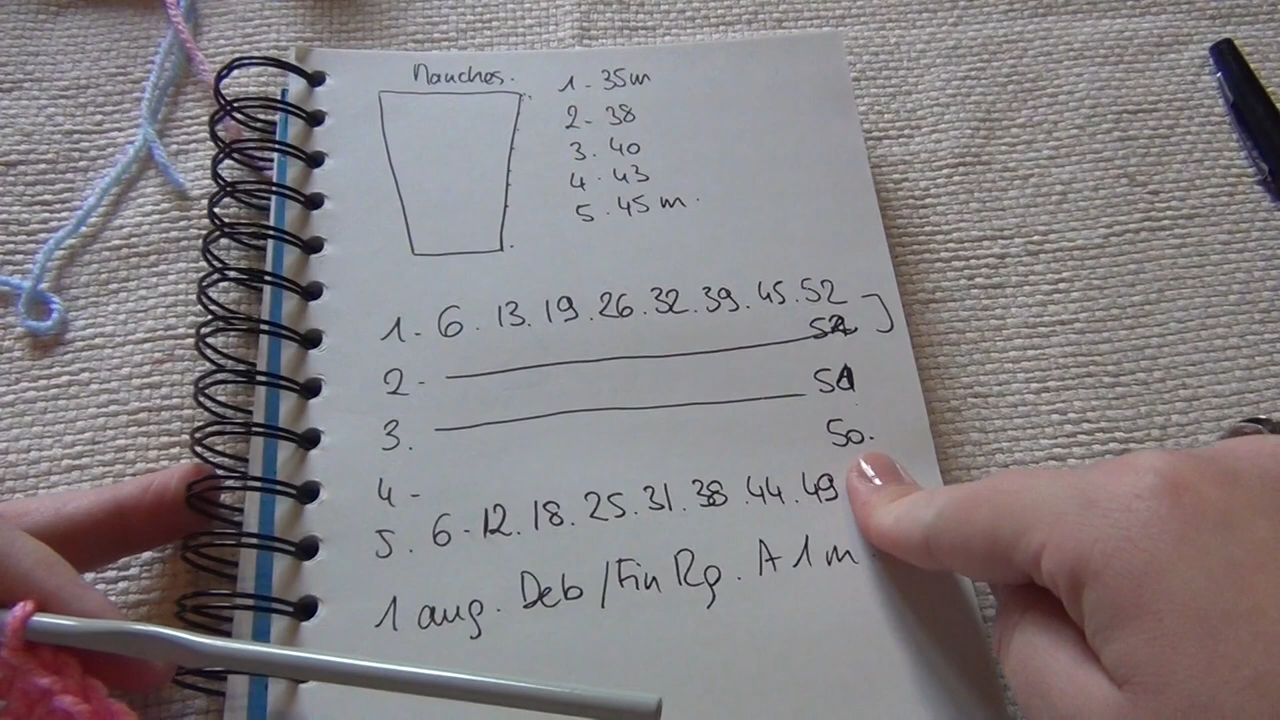 Manches.
1 - 35m
2 - 38
3. 40
4. 43
5. 45 m.
1 - 6. 13. 19. 26. 32. 39. 45. 52
2 -
3. 51
4 - 50.
5. 6 - 12. 18. 25. 31. 38. 44. 49
1 aug. Deb/Fin Rg. A 1 m